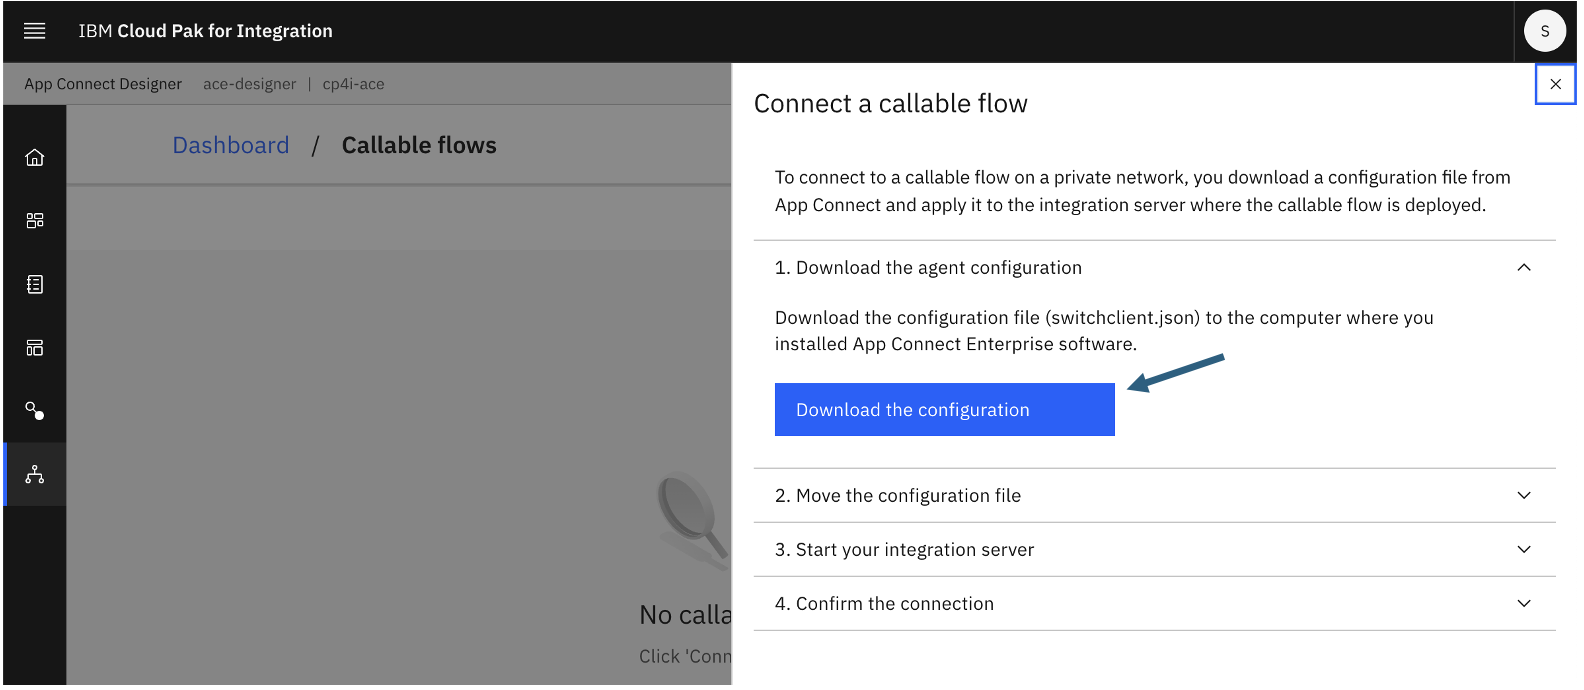 IBM Cloud Pak for Integration
S
App Connect Designer ace-designer | cp4i-ace
Dashboard / Callable flows
No calla
Click 'Conn
Connect a callable flow
To connect to a callable flow on a private network, you download a configuration file from
App Connect and apply it to the integration server where the callable flow is deployed.
1. Download the agent configuration
Download the configuration file (switchclient.json) to the computer where you
installed App Connect Enterprise software.
Download the configuration
2. Move the configuration file
3. Start your integration server
4. Confirm the connection